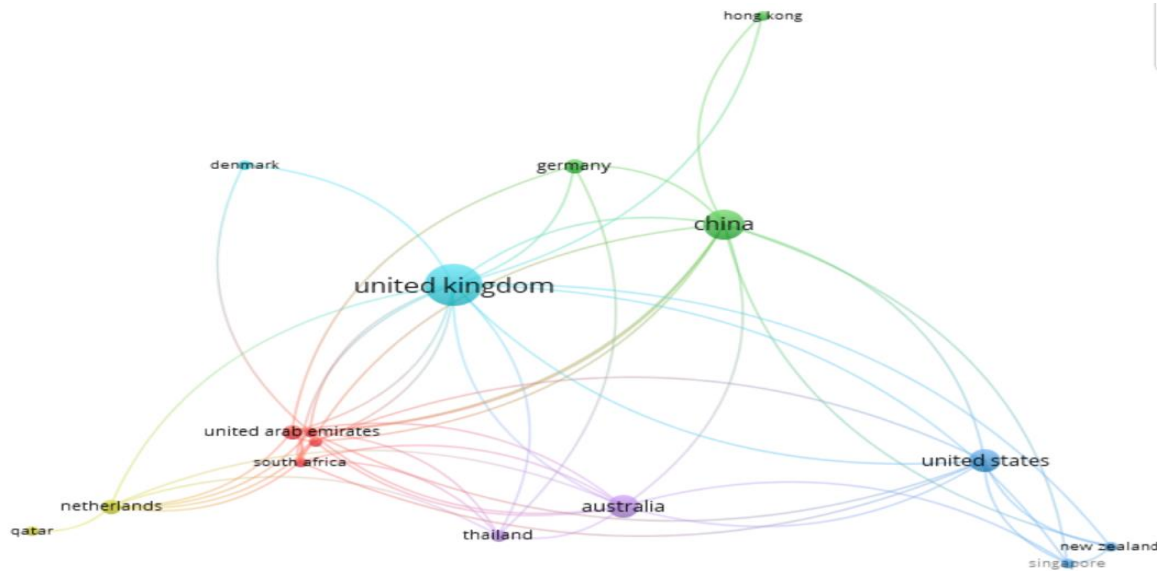 hong kong
denmark
germany
china
united kingdom
united arab emirates
south africa
united states
netherlands
australia
qatar
thailand
new zealand
singapore